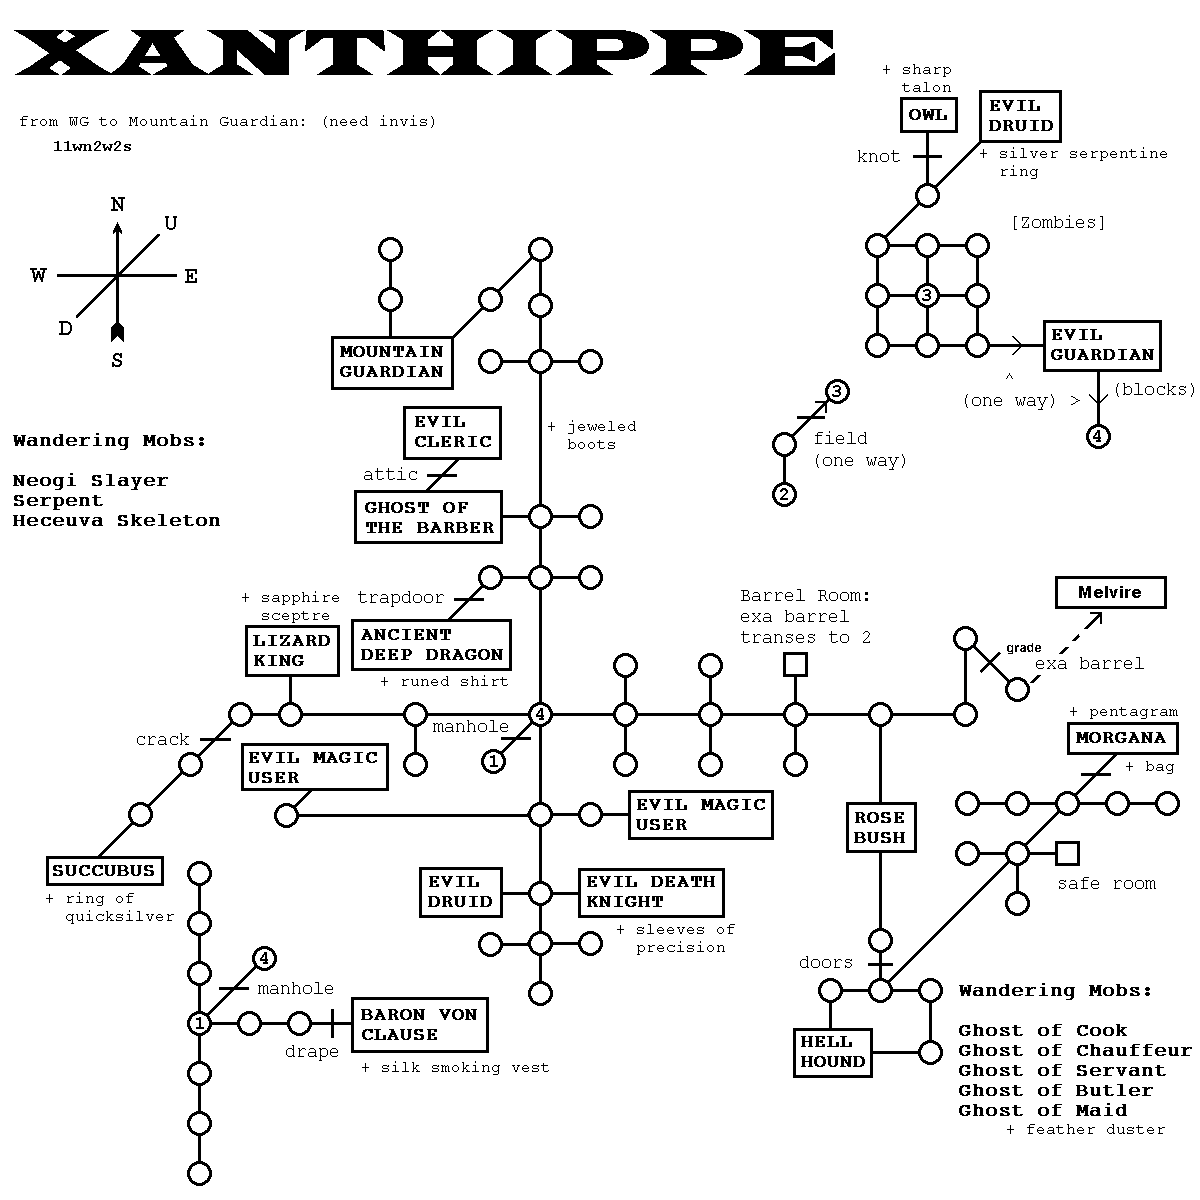 XANTHIPPE
from WG to Mountain Guardian: (need invis)
11wn2w2s
N
U
W
E
D
S
+ sharp
talon
OWL
EVIL
DRUID
knot
+ silver serpentine
ring
[Zombies]
3
EVIL
GUARDIAN
^
(one way) >
(blocks)
4
3
field
(one way)
2
MOUNTAIN
GUARDIAN
EVIL
CLERIC
+ jeweled
boots
attic
GHOST OF
THE BARBER
Wandering Mobs:
Neogi Slayer
Serpent
Heceuva Skeleton
trapdoor
ANCIENT
DEEP DRAGON
+ runed shirt
+ sapphire
sceptre
LIZARD
KING
Barrel Room:
exa barrel
transes to 2
Melvire
grade
exa barrel
manhole
4
1
crack
EVIL MAGIC
USER
EVIL MAGIC
USER
+ pentagram
MORGANA
+ bag
ROSE
BUSH
safe room
SUCCUBUS
+ ring of
quicksilver
EVIL
DRUID
EVIL DEATH
KNIGHT
+ sleeves of
precision
4
manhole
1
drape
BARON VON
CLAUSE
+ silk smoking vest
doors
HELL
HOUND
Wandering Mobs:
Ghost of Cook
Ghost of Chauffeur
Ghost of Servant
Ghost of Butler
Ghost of Maid
+ feather duster